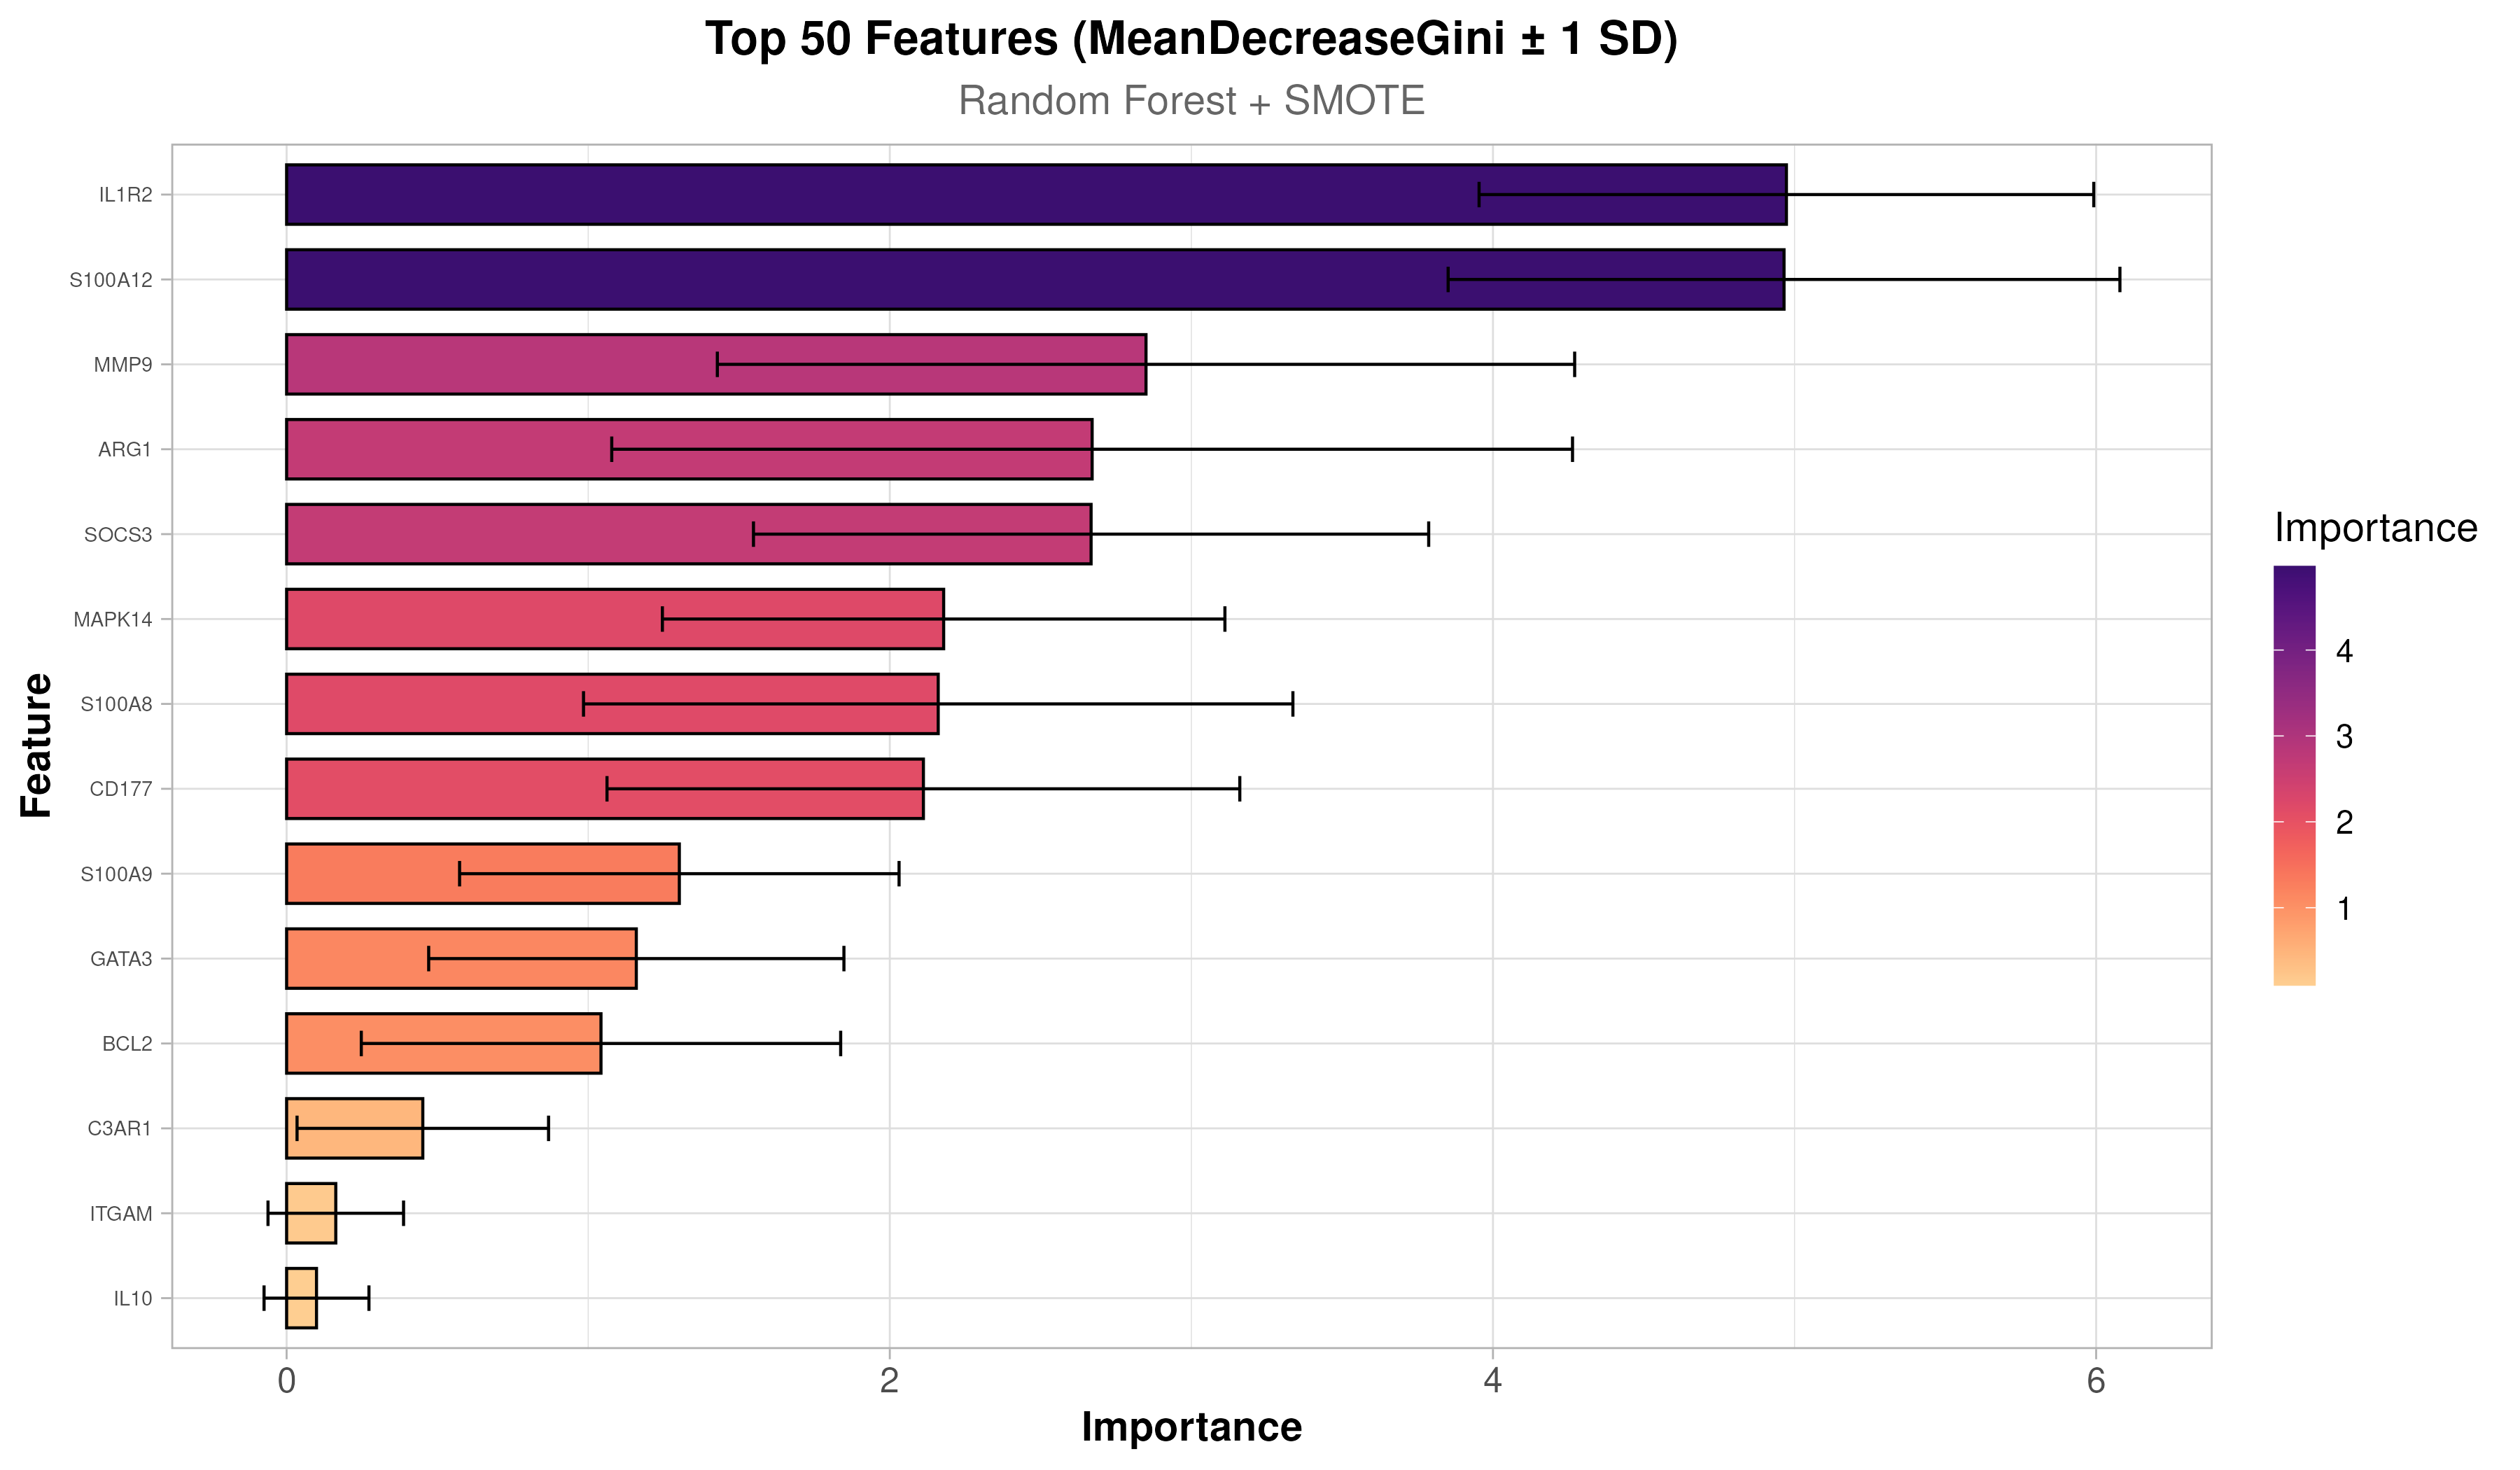 Top 50 Features (MeanDecreaseGini ± 1 SD)
Random Forest + SMOTE
Feature
IL1R2
S100A12
MMP9
ARG1
SOCS3
MAPK14
S100A8
CD177
S100A9
GATA3
BCL2
C3AR1
ITGAM
IL10
0 2 4 6
Importance
Importance
4
3
2
1